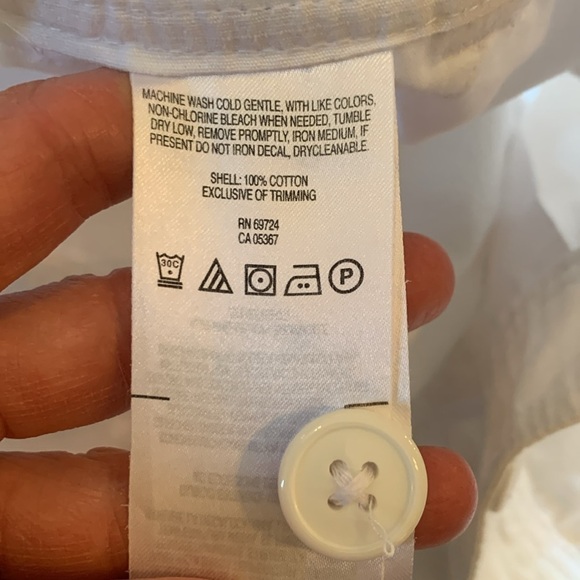 MACHINE WASH COLD GENTLE, WITH LIKE COLORS,
NON-CHLORINE BLEACH WHEN NEEDED, TUMBLE
DRY LOW, REMOVE PROMPTLY, IRON MEDIUM, IF
PRESENT DO NOT IRON DECAL, DRYCLEANABLE.
SHELL: 100% COTTON
EXCLUSIVE OF TRIMMING
RN 69724
CA 05367
30C P